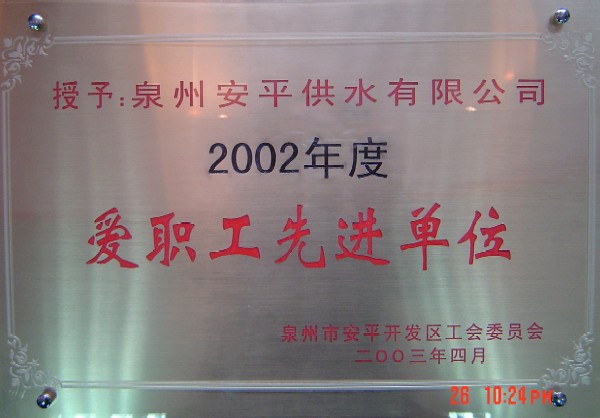 授予:泉州安平供水有限公司
2002年度
爱职工先进单位
泉州市安平开发区工会委员会
二OO三年四月
26 10:24PM